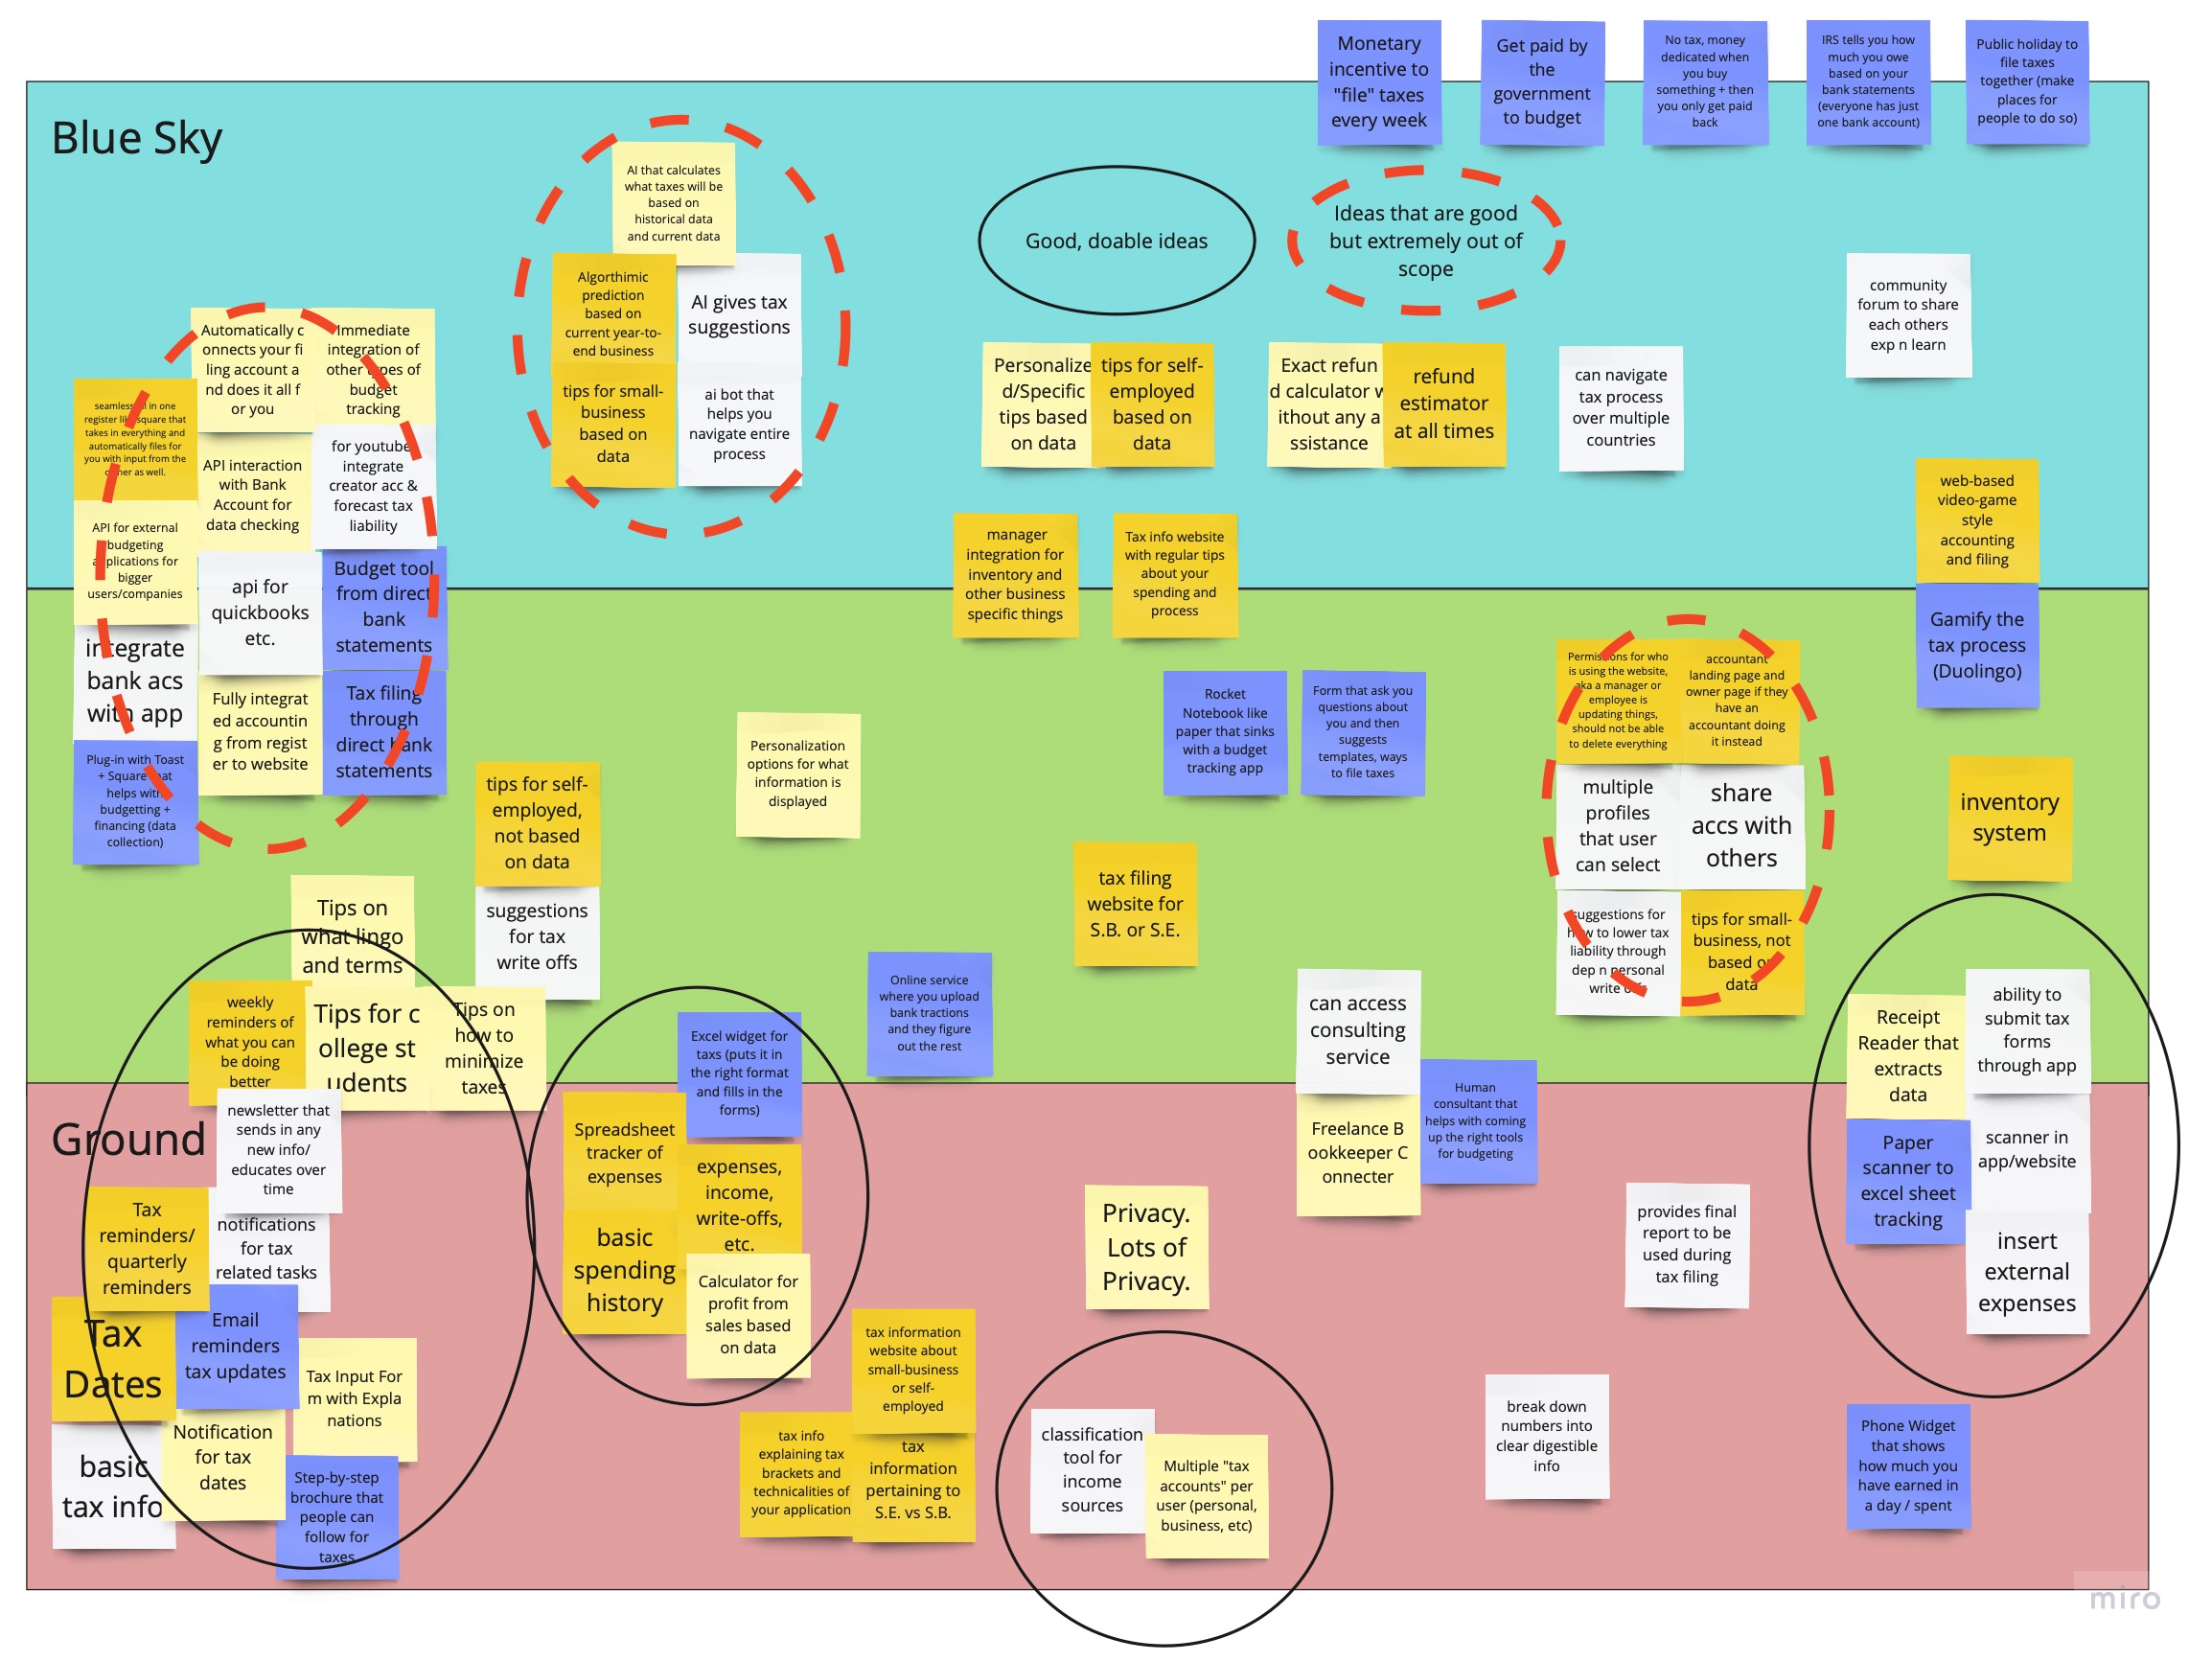 Monetary
incentive to
"file" taxes
every week
Get paid by
the
government
to budget
No tax, money
dedicated when
you buy
something + then
you only get paid
back
IRS tells you how
much you owe
based on your
bank statements
(everyone has just
one bank account)
Public holiday to
file taxes
together (make
places for
people to do so)
Blue Sky
AI that calculates
what taxes will be
based on
historical data
and current data
Algorthimic
prediction
based on
current year-to-
end business
AI gives tax
suggestions
tips for small-
business
based on
data
ai bot that
helps you
navigate entire
process
Good, doable ideas
Ideas that are good
but extremely out of
scope
community
forum to share
each others
exp n learn
Personalize
d/Specific
tips based
on data
tips for self-
employed
based on
data
Exact refun
d calculator w
ithout any a
ssistance
refund
estimator
at all times
can navigate
tax process
over multiple
countries
Automatically c
onnects your fi
ling account a
nd does it all f
or you
Immediate
integration of
other types of
budget
tracking
seamless all in one
register like square that
takes in everything and
automatically files for
you with input from the
owner as well.
API interaction
with Bank
Account for
data checking
for youtube
integrate
creator acc &
forecast tax
liability
API for external
budgeting
applications for
bigger
users/companies
api for
quickbooks
etc.
Budget tool
from direct
bank
statements
integrate
bank acs
with app
Fully integrat
ed accountin
g from regist
er to website
Tax filing
through
direct bank
statements
Plug-in with Toast
+ Square that
helps with
budgetting +
financing (data
collection)
manager
integration for
inventory and
other business
specific things
Tax info website
with regular tips
about your
spending and
process
web-based
video-game
style
accounting
and filing
Gamify the
tax process
(Duolingo)
Personalization
options for what
information is
displayed
Rocket
Notebook like
paper that sinks
with a budget
tracking app
Form that ask you
questions about
you and then
suggests
templates, ways
to file taxes
Permissions for who
is using the website,
aka a manager or
employee is
updating things,
should not be able
to delete everything
accountant
landing page and
owner page if they
have an
accountant doing
it instead
multiple
profiles
that user
can select
share
accs with
others
suggestions for
how to lower tax
liability through
dep n personal
write offs
tips for small-
business, not
based on
data
inventory
system
tips for self-
employed,
not based
on data
suggestions
for tax
write offs
tax filing
website for
S.B. or S.E.
Online service
where you upload
bank tractions
and they figure
out the rest
Tips on
what lingo
and terms
weekly
reminders of
what you can
be doing
better
Tips for c
ollege st
udents
Tips on
how to
minimize
taxes
Ground
newsletter that
sends in any
new info/
educates over
time
Tax
reminders/
quarterly
reminders
notifications
for tax
related tasks
Tax
Dates
Email
reminders
tax updates
Tax Input For
m with Expla
nations
basic
tax info
Notification
for tax
dates
Step-by-step
brochure that
people can
follow for
taxes
Excel widget for
taxs (puts it in
the right format
and fills in the
forms)
Spreadsheet
tracker of
expenses
expenses,
income,
write-offs,
etc.
basic
spending
history
Calculator for
profit from
sales based
on data
tax information
website about
small-business
or self-
employed
tax info
explaining tax
brackets and
technicalities of
your application
tax
information
pertaining to
S.E. vs S.B.
can access
consulting
service
Freelance B
ookkeeper C
onnecter
Human
consultant that
helps with coming
up the right tools
for budgeting
Privacy.
Lots of
Privacy.
classification
tool for
income
sources
Multiple "tax
accounts" per
user (personal,
business, etc)
provides final
report to be
used during
tax filing
break down
numbers into
clear digestible
info
Receipt
Reader that
extracts
data
ability to
submit tax
forms
through app
Paper
scanner to
excel sheet
tracking
scanner in
app/website
insert
external
expenses
Phone Widget
that shows
how much you
have earned in
a day / spent
miro